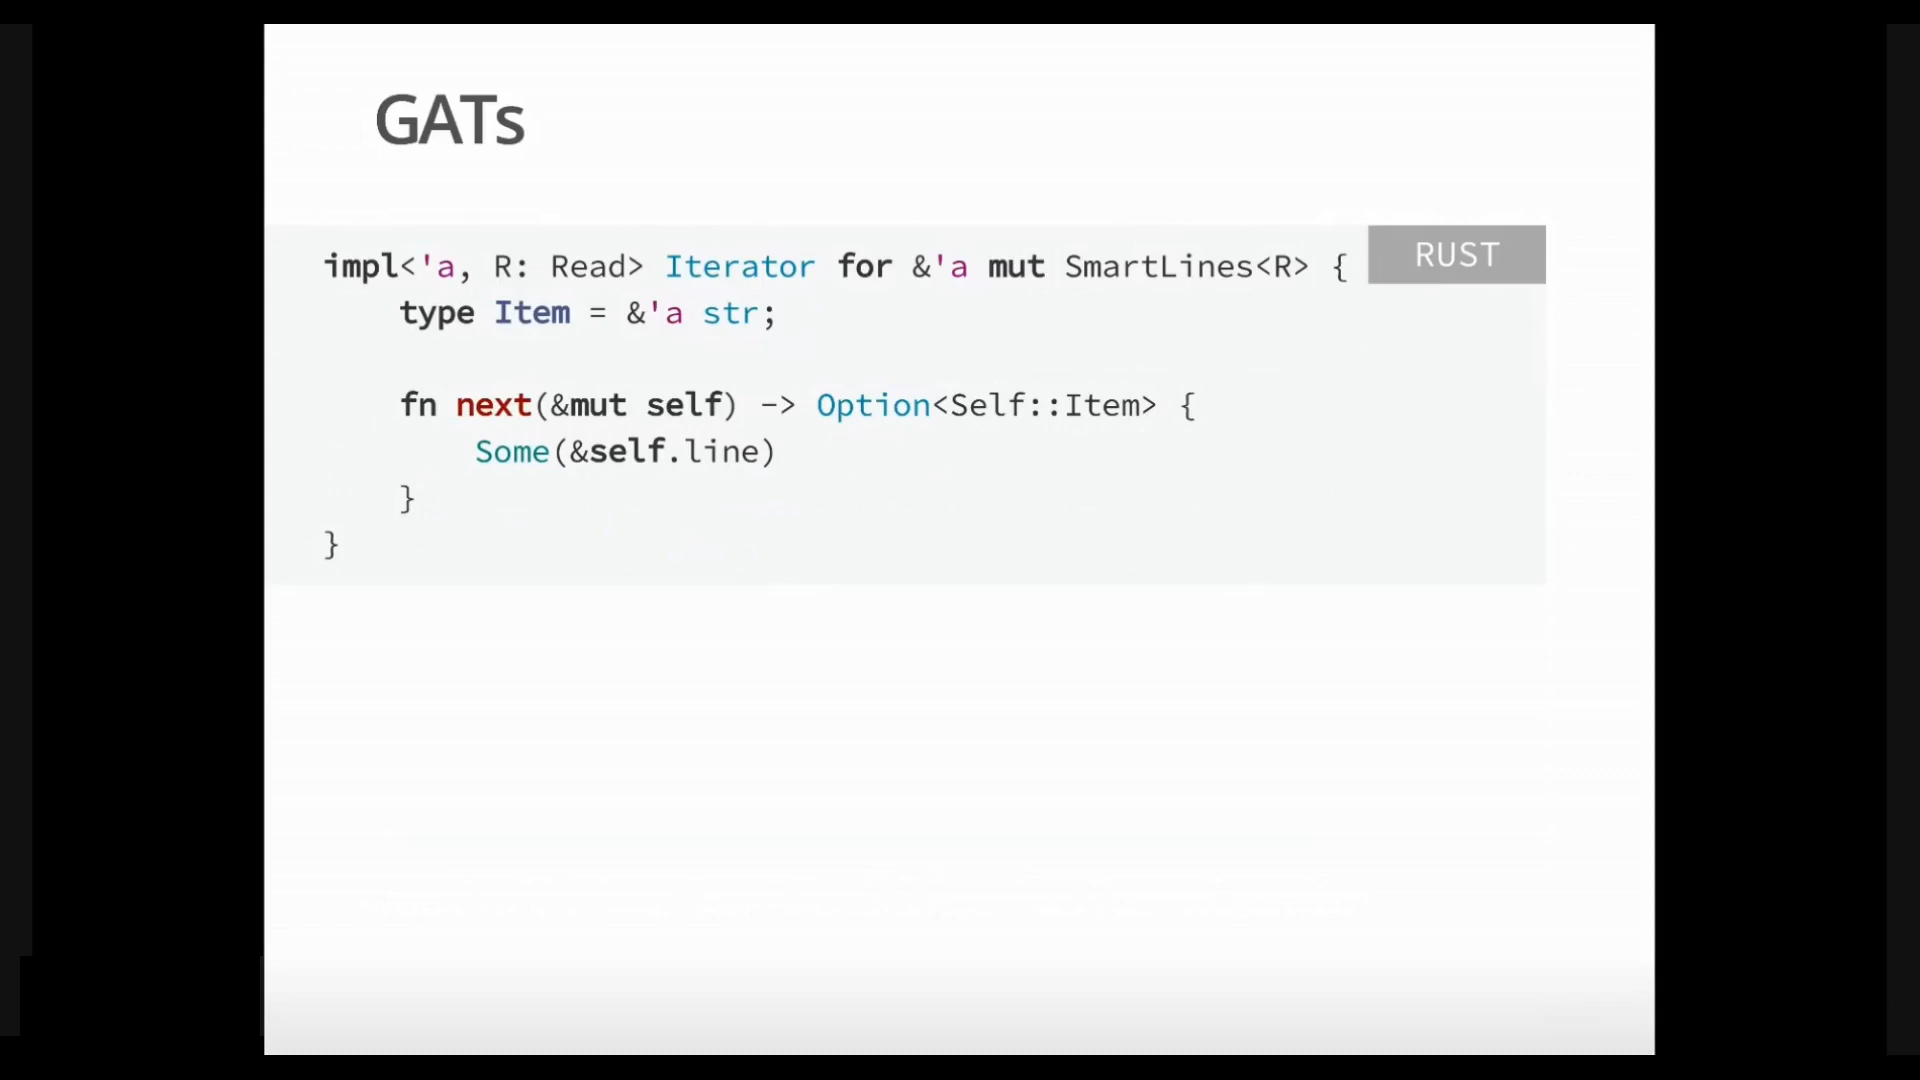 GATs
RUST
impl<'a, R: Read> Iterator for &'a mut SmartLines<R> {
    type Item = &'a str;
    fn next(&mut self) -> Option<Self::Item> {
        Some(&self.line)
    }
}